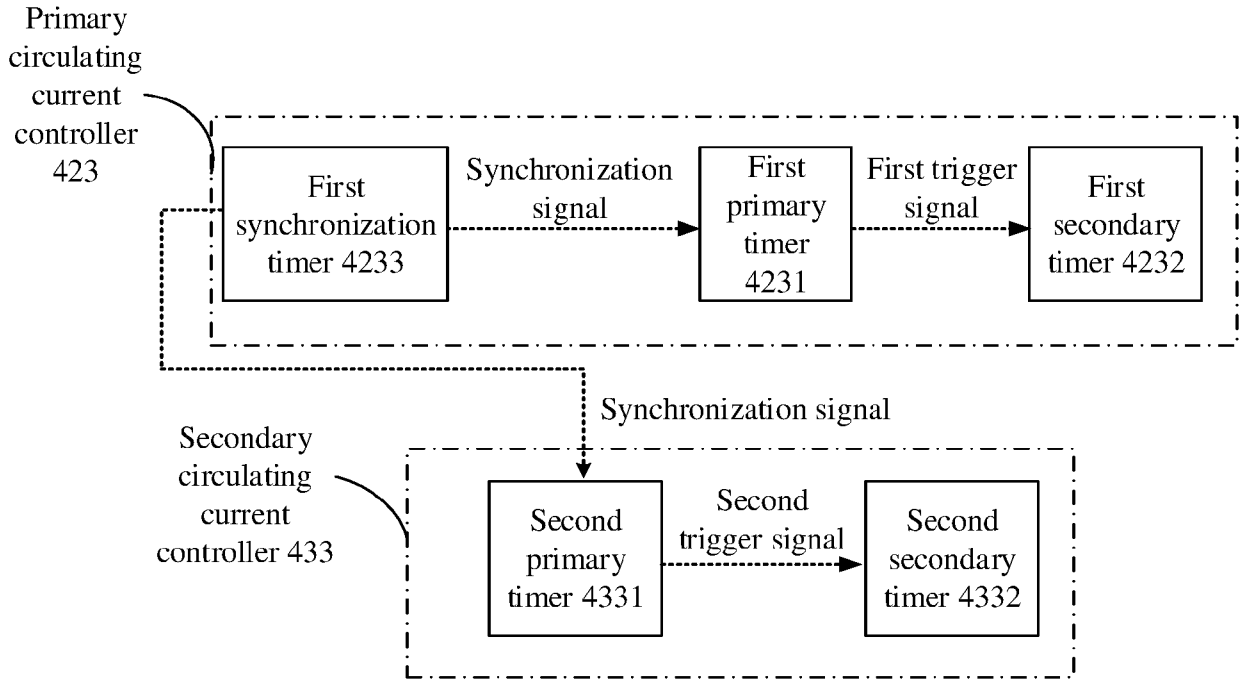 Primary
circulating
current
controller
423
First
synchronization
timer 4233
Synchronization
signal
First
primary
timer
4231
First trigger
signal
First
secondary
timer 4232
Synchronization signal
Secondary
circulating
current
controller 433
Second
primary
timer 4331
Second
trigger signal
Second
secondary
timer 4332